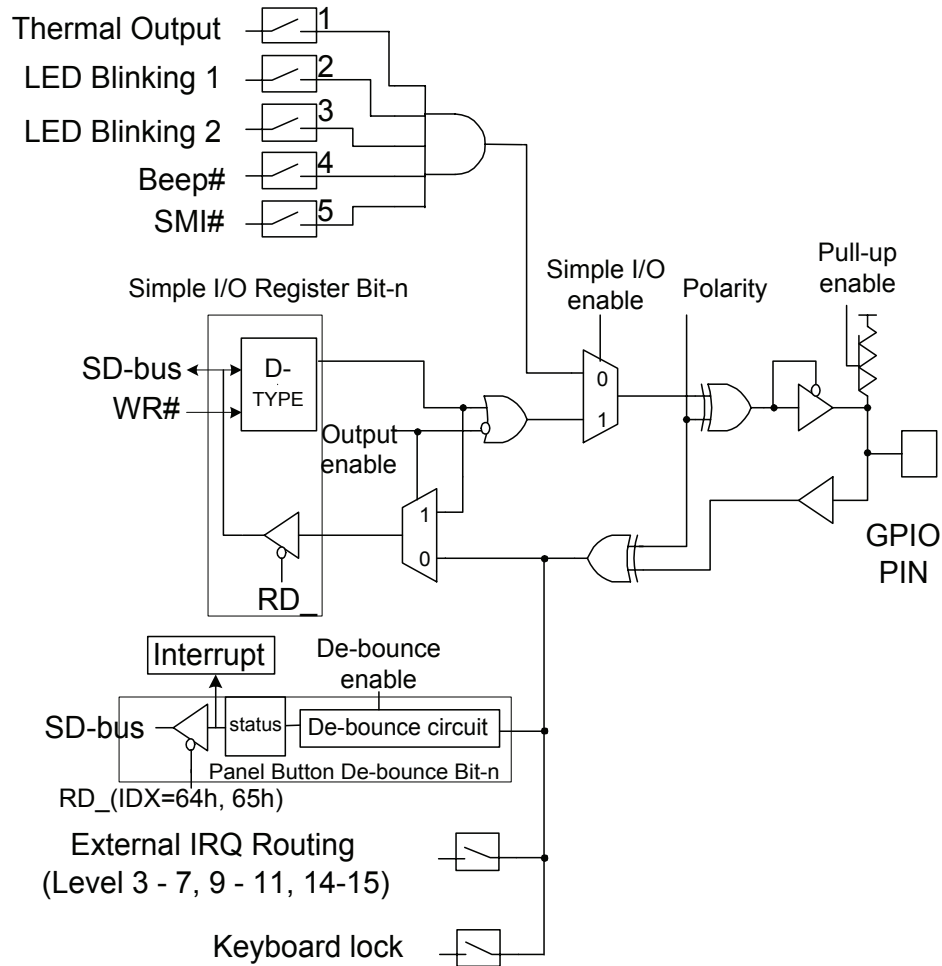 Thermal Output
1
LED Blinking 1
2
LED Blinking 2
3
Beep#
4
SMI#
5
Simple I/O Register Bit-n
Simple I/O
enable
Polarity
Pull-up
enable
SD-bus
WR#
D-
TYPE
0
1
Output
enable
1
0
RD_
GPIO
PIN
Interrupt
De-bounce
enable
SD-bus
status
De-bounce circuit
Panel Button De-bounce Bit-n
RD_(IDX=64h, 65h)
External IRQ Routing
(Level 3 - 7, 9 - 11, 14-15)
Keyboard lock